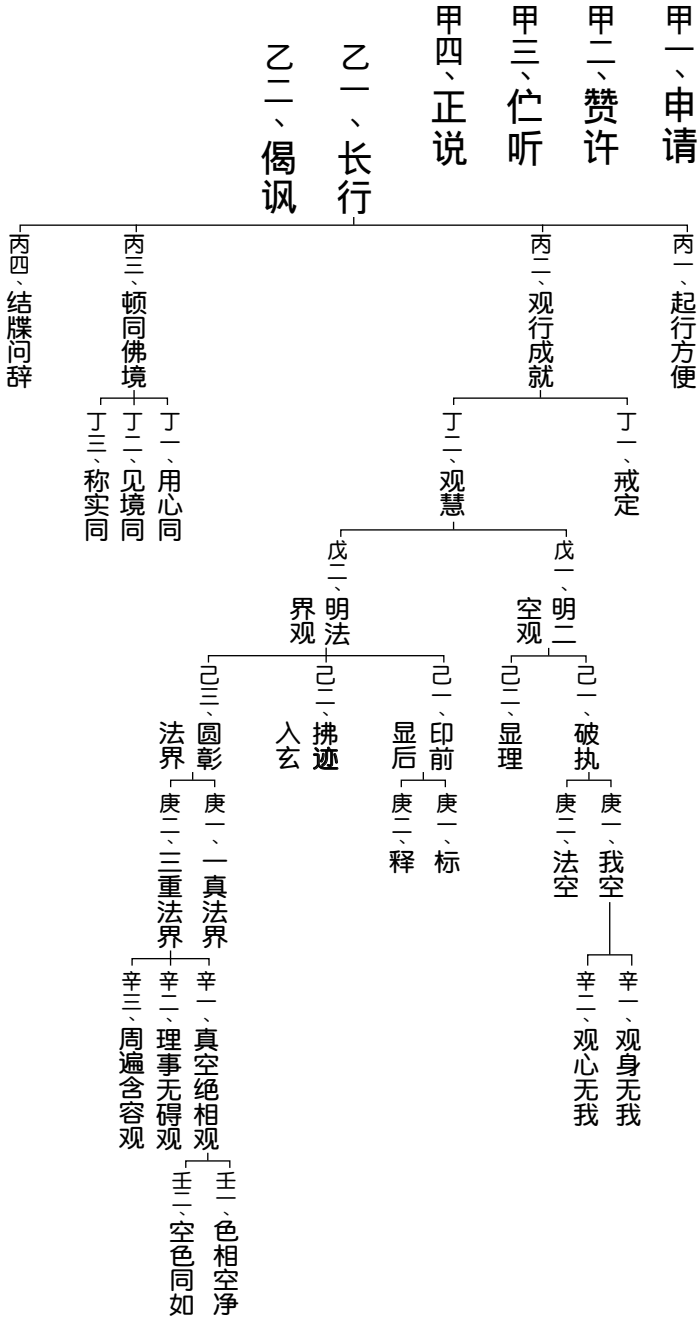 甲一、申请
甲二、赞许
甲三、伫听
甲四、正说
乙一、长行
乙二、偈讽
丙一、起行方便
丙二、观行成就
丙三、顿同佛境
丙四、结牒问辞
丁一、戒定
丁二、观慧
丁一、用心同
丁二、见境同
丁三、称实同
戊一、明二
空观
戊二、明法
界观
己一、破执
己二、显理
己一、印前
显后
己二、拂迹
入玄
己三、圆彰
法界
庚一、我空
庚二、法空
庚一、标
庚二、释
庚一、一真法界
庚二、三重法界
辛一、观身无我
辛二、观心无我
辛一、真空绝相观
辛二、理事无碍观
辛三、周遍含容观
壬一、色相空净
壬二、空色同如